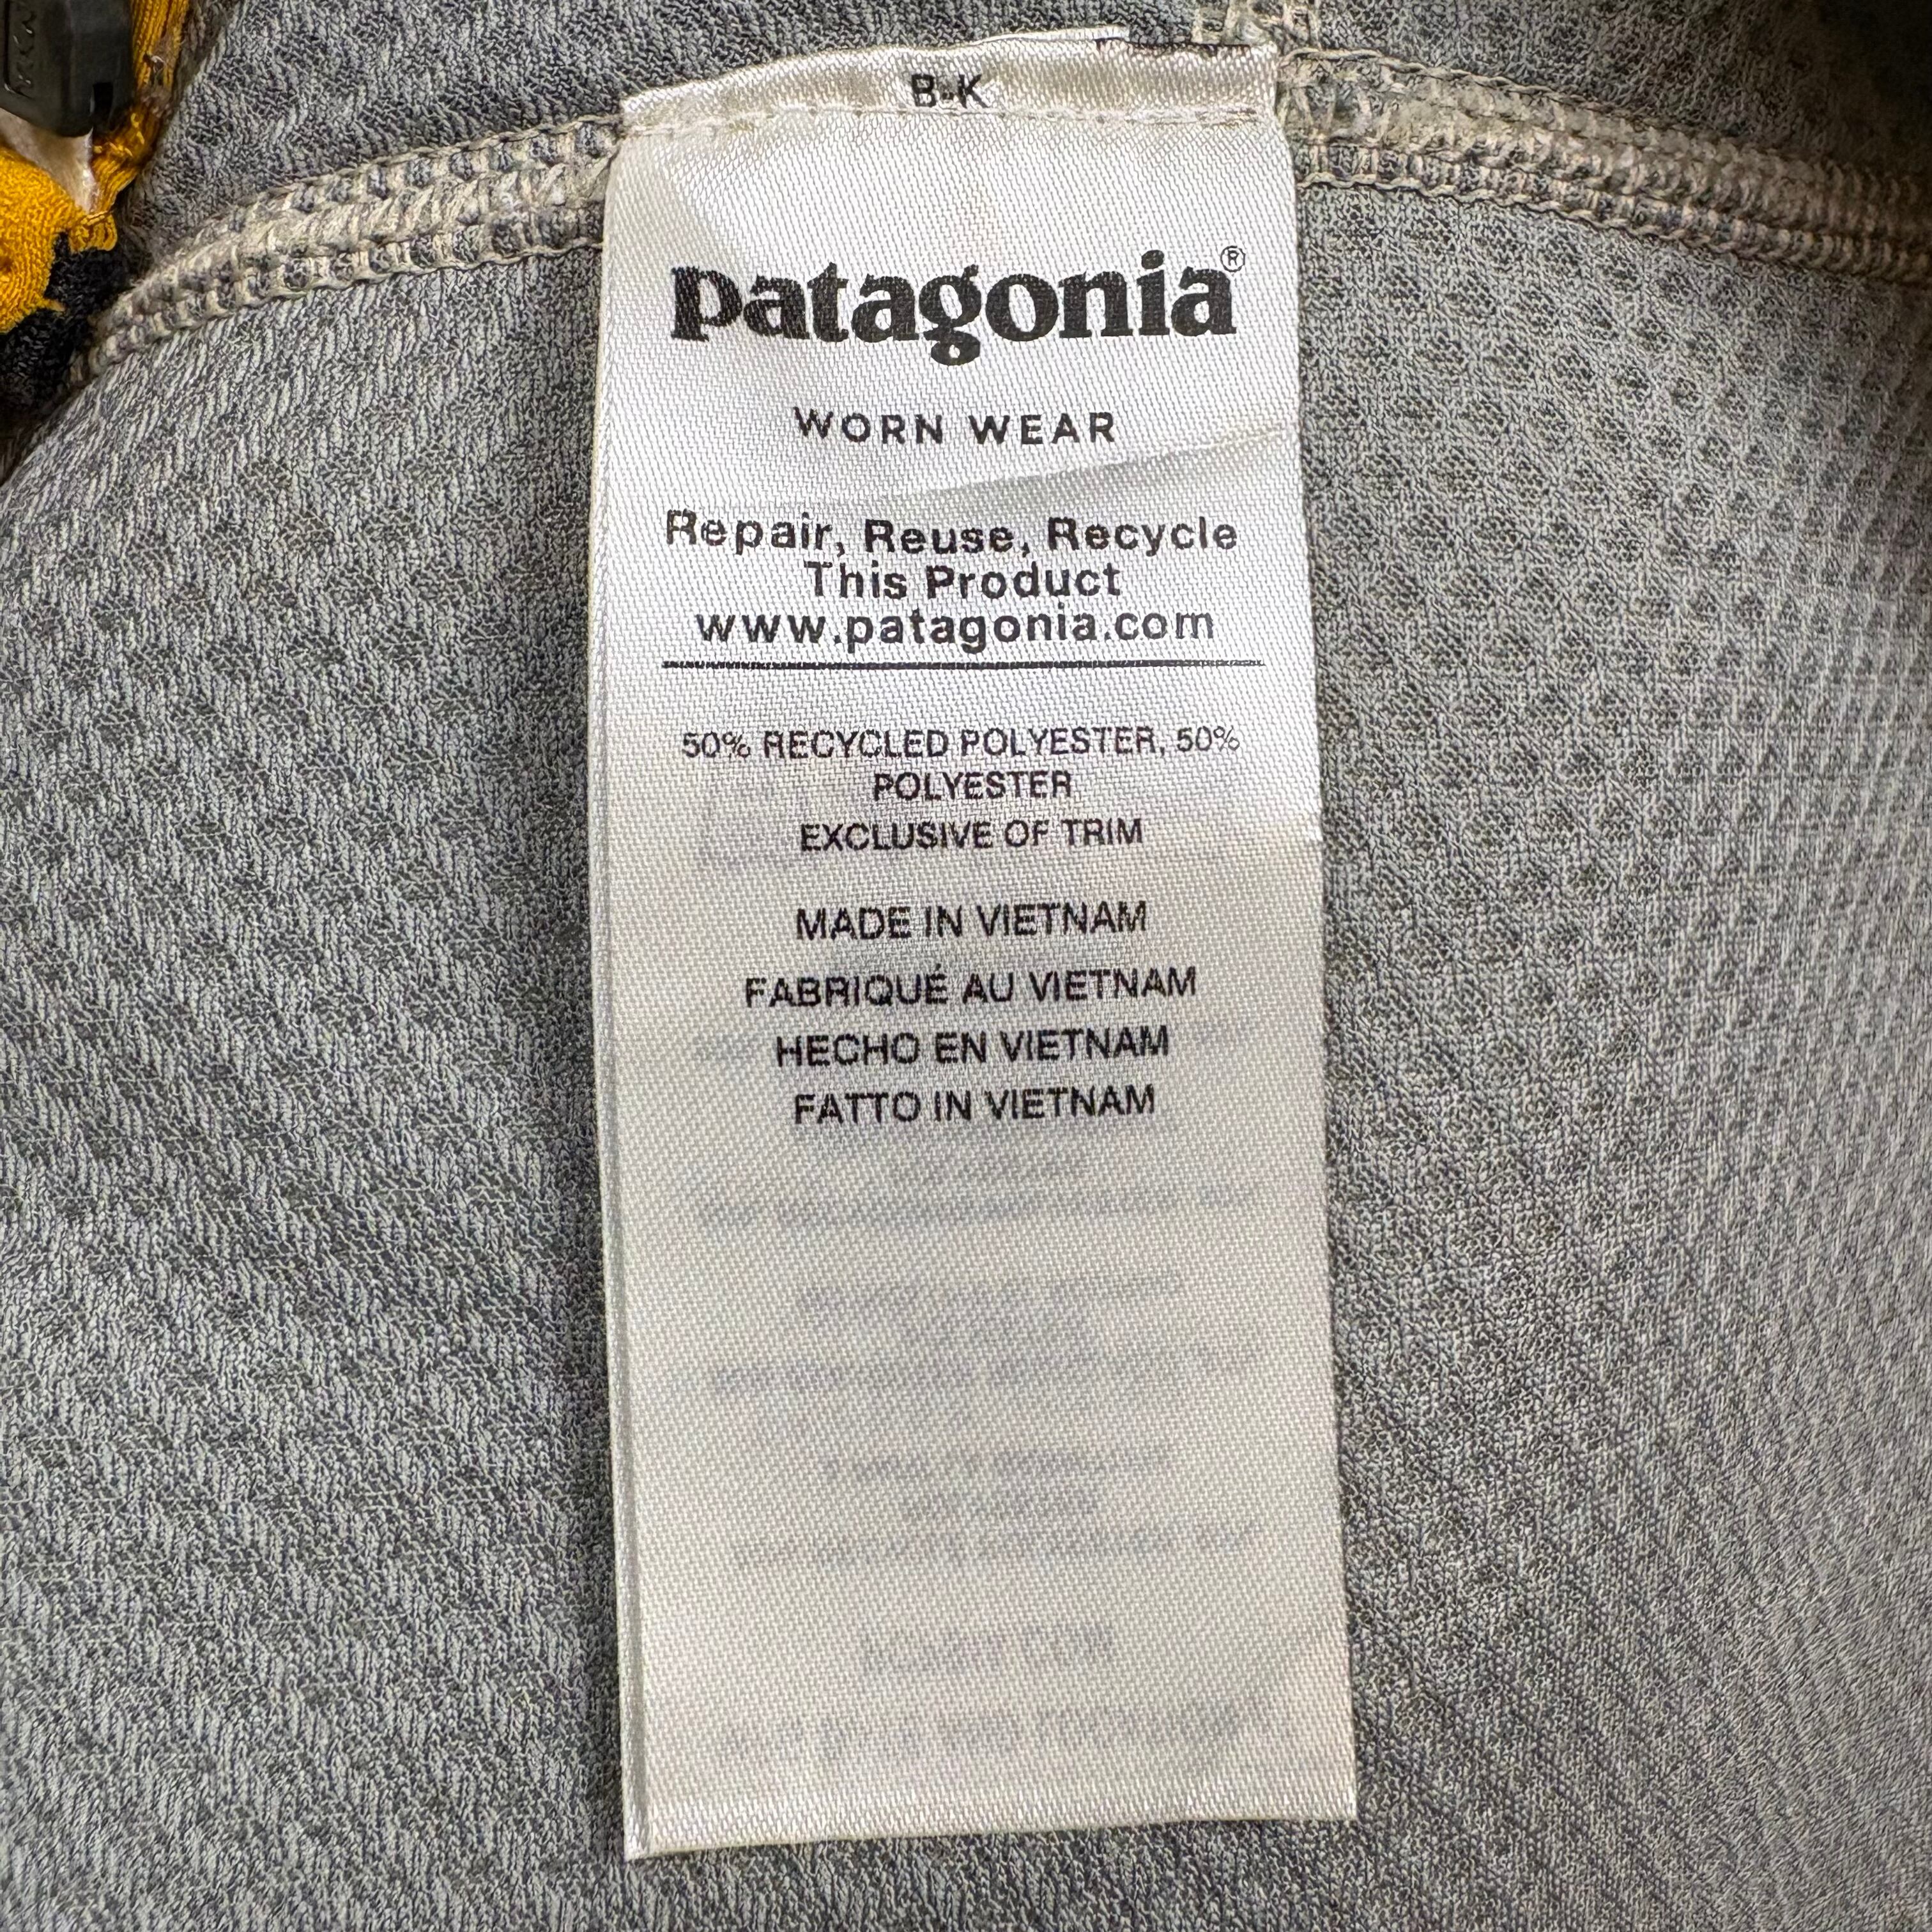 B-K
patagonia®
WORN WEAR
Repair, Reuse, Recycle
This Product
www.patagonia.com
50% RECYCLED POLYESTER, 50%
POLYESTER
EXCLUSIVE OF TRIM
MADE IN VIETNAM
FABRIQUÉ AU VIETNAM
HECHO EN VIETNAM
FATTO IN VIETNAM